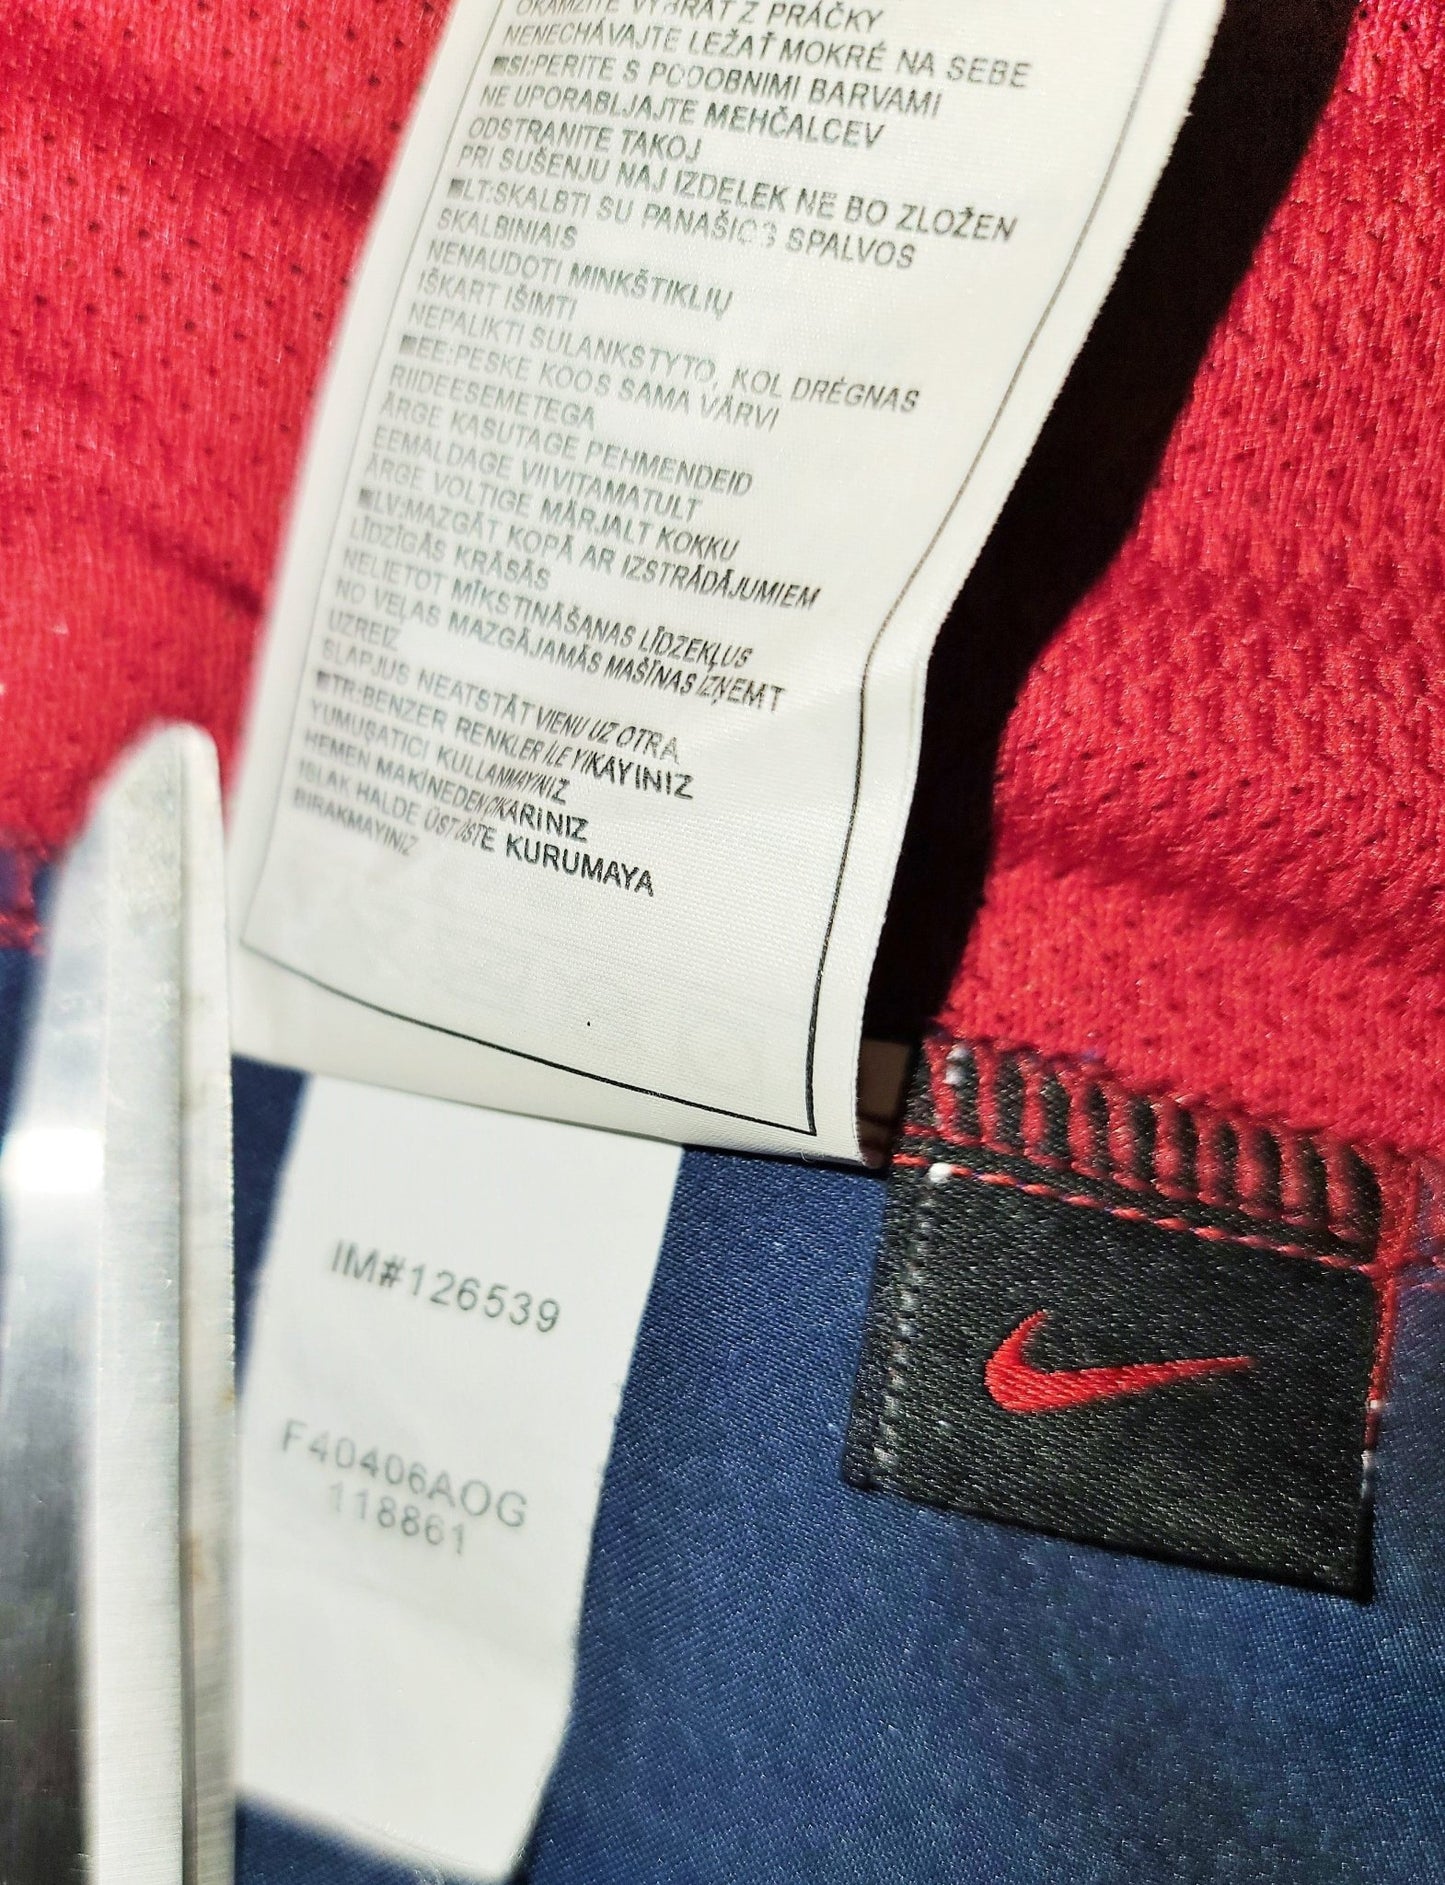 OKAMŽITĚ VYBRAT Z PRÁČKY
NENECHÁVAJTE LEŽAŤ MOKRÉ NA SEBE
■SI:PERITE S PODOBNIMI BARVAMI
NE UPORABLJAJTE MEHČALCEV
ODSTRANITE TAKOJ
PRI SUŠENJU NAJ IZDELEK NE BO ZLOŽEN
■LT:SKALBTI SU PANAŠIOS SPALVOS
SKALBINIAIS
NENAUDOTI MINKŠTIKLIŲ
IŠKART IŠIMTI
NEPALIKTI SULANKSTYTO, KOL DRĖGNAS
■EE:PESKE KOOS SAMA VÄRVI
RIIDEESEMETEGA
ÄRGE KASUTAGE PEHMENDEID
EEMALDAGE VIIVITAMATULT
ÄRGE VOLTIGE MÄRJALT KOKKU
■LV:MAZGĀT KOPĀ AR IZSTRĀDĀJUMIEM
LĪDZĪGĀS KRĀSĀS
NELIETOT MĪKSTINĀŠANAS LĪDZEKĻUS
NO VEĻAS MAZGĀJAMĀS MAŠĪNAS IZŅEMT
UZREIZ
SLAPJUS NEATSTĀT VIENU UZ OTRA
■TR:BENZER RENKLER İLE YIKAYINIZ
YUMUŞATICI KULLANMAYINIZ
HEMEN MAKİNEDEN ÇIKARINIZ
ISLAK HALDE ÜST ÜSTE KURUMAYA
BIRAKMAYINIZ
IM#126539
F40406AOG
118861